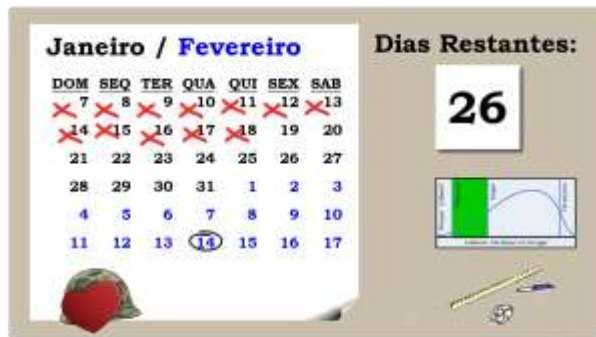 Janeiro / Fevereiro
DOM SEQ TER QUA QUI SEX SAB
7 8 9 10 11 12 13
14 15 16 17 18 19 20
21 22 23 24 25 26 27
28 29 30 31 1 2 3
4 5 6 7 8 9 10
11 12 13 14 15 16 17
Dias Restantes:
26